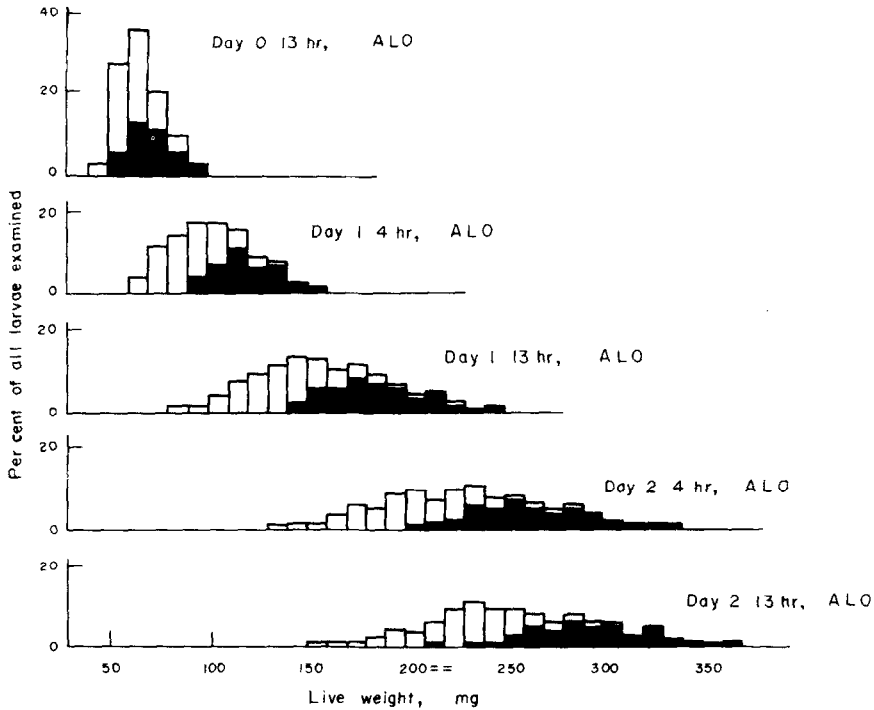 40
Day 0 13 hr, ALO
20
0
20
Day 1 4 hr, ALO
0
20
Day 1 13 hr, ALO
0
20
Day 2 4 hr, ALO
0
20
Day 2 13 hr, ALO
0
50 100 150 200== 250 300 350
Live weight, mg
Per cent of all larvae examined